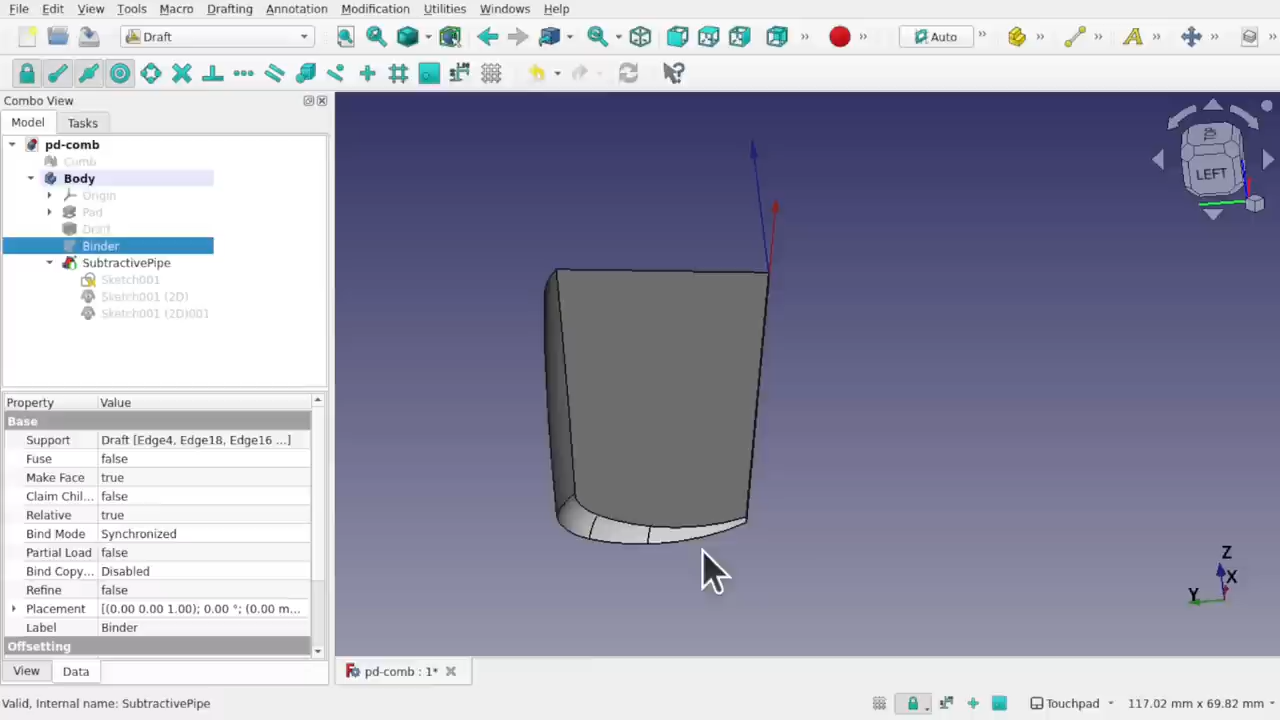 File Edit View Tools Macro Drafting Annotation Modification Utilities Windows Help
Draft
Auto
Combo View
Model Tasks
pd-comb
Cumb
Body
Origin
Pad
Draft
Binder
SubtractivePipe
Sketch001
Sketch001 (2D)
Sketch001 (2D)001
Property Value
Base
Support Draft [Edge4, Edge18, Edge16 ...]
Fuse false
Make Face true
Claim Chil... false
Relative true
Bind Mode Synchronized
Partial Load false
Bind Copy... Disabled
Refine false
Placement [(0.00 0.00 1.00); 0.00 °; (0.00 m...
Label Binder
Offsetting
View Data
LEFT
Z
X
Y
pd-comb : 1*
Valid, Internal name: SubtractivePipe
Touchpad
117.02 mm x 69.82 mm